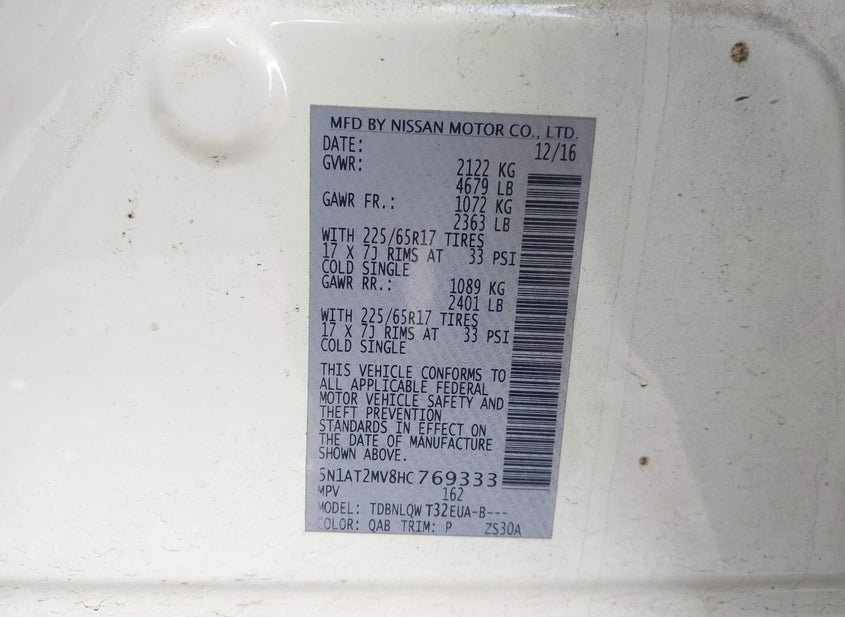 MFD BY NISSAN MOTOR CO., LTD.
DATE: 12/16
GVWR: 2122 KG
4679 LB
GAWR FR.: 1072 KG
2363 LB
WITH 225/65R17 TIRES
17 X 7J RIMS AT 33 PSI
COLD SINGLE
GAWR RR.: 1089 KG
2401 LB
WITH 225/65R17 TIRES
17 X 7J RIMS AT 33 PSI
COLD SINGLE
THIS VEHICLE CONFORMS TO
ALL APPLICABLE FEDERAL
MOTOR VEHICLE SAFETY AND
THEFT PREVENTION
STANDARDS IN EFFECT ON
THE DATE OF MANUFACTURE
SHOWN ABOVE.
5N1AT2MV8HC769333
MPV 162
MODEL: TDBNLQW T32EUA-B---
COLOR: QAB TRIM: P ZS30A